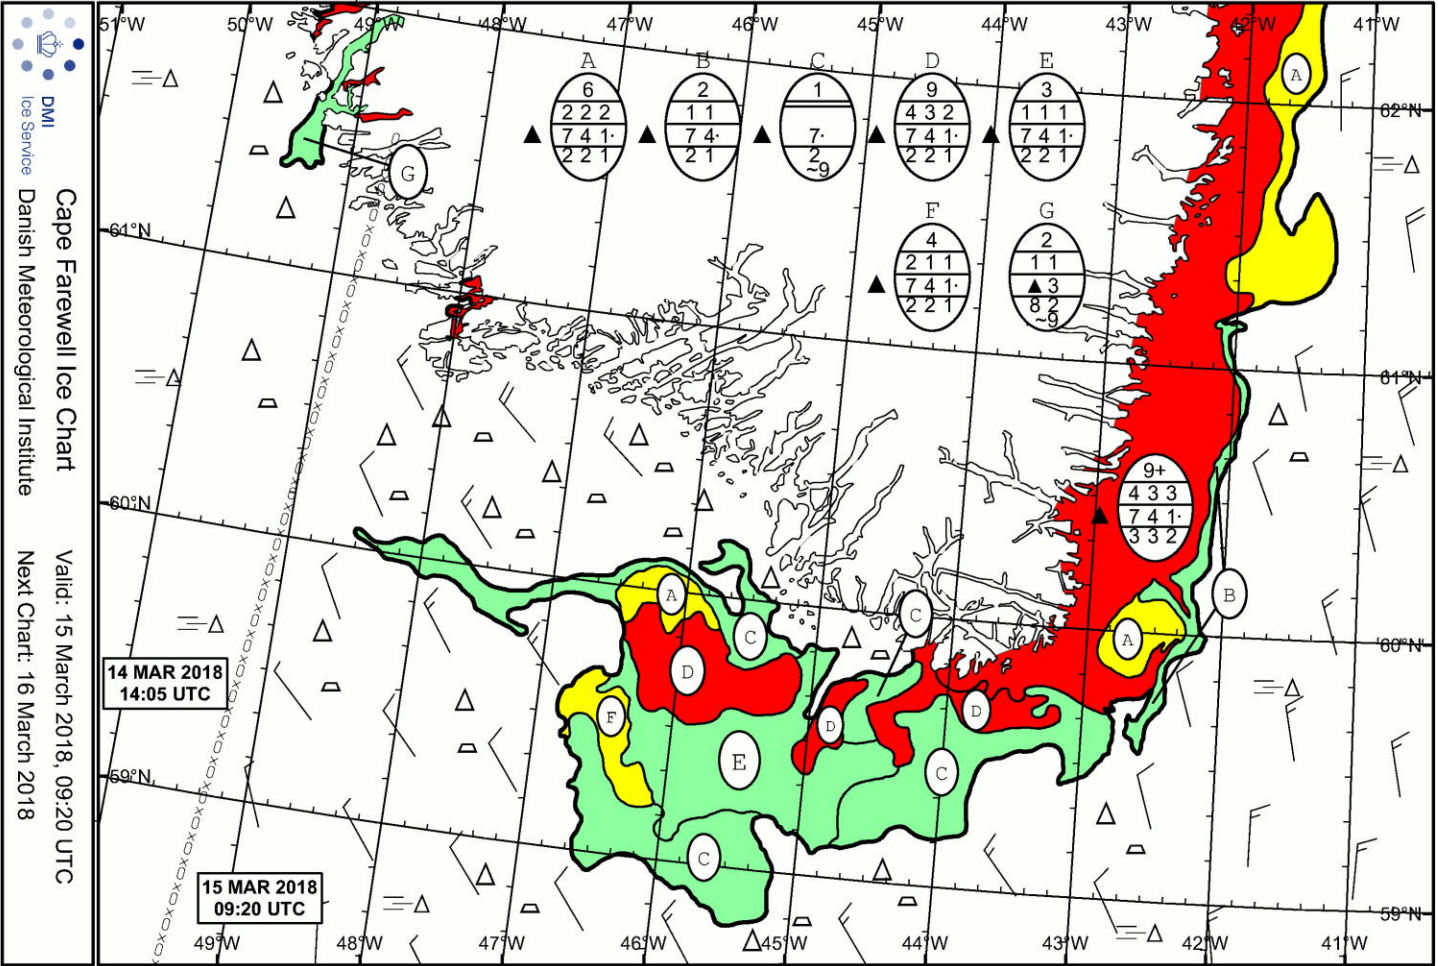 DMI
Ice Service
Cape Farewell Ice Chart
Danish Meteorological Institute
Valid: 15 March 2018, 09:20 UTC
Next Chart: 16 March 2018
51°W 50°W 49°W 48°W 47°W 46°W 45°W 44°W 43°W 42°W 41°W
A B C D E
6 2 1 9 3
2 2 2 1 1 4 3 2 1 1 1
7 4 1· 7 4· 7· 7 4 1· 7 4 1·
2 2 1 2 1 2 2 2 1 2 2 1
~9
F G
4 2
2 1 1 1 1
7 4 1· ▲ 3
2 2 1 8 2
~9
A
62°N
G
61°N
61°N
9+
4 3 3
7 4 1·
3 3 2
60°N
A C C B
60°N
A
D
F D D
E C
14 MAR 2018
14:05 UTC
59°N
C
15 MAR 2018
09:20 UTC
59°N
49°W 48°W 47°W 46°W 45°W 44°W 43°W 42°W 41°W